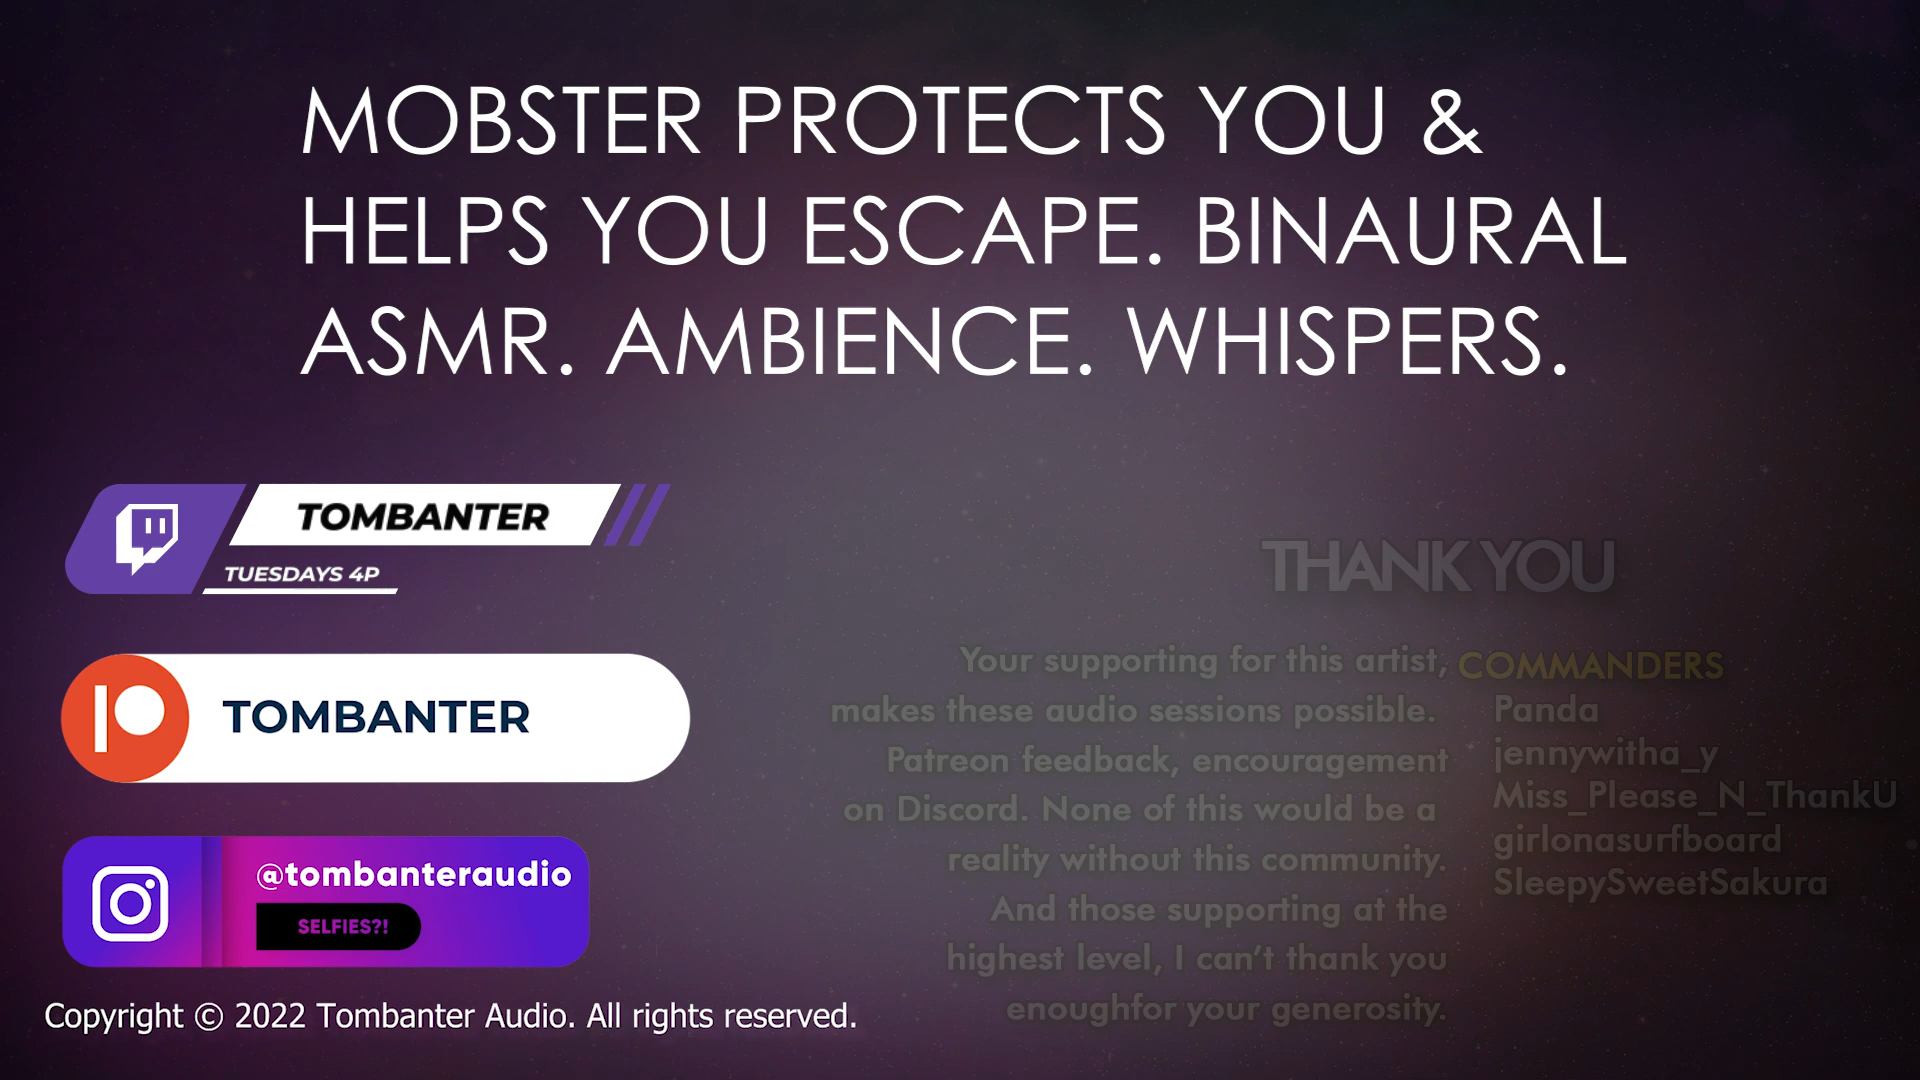 MOBSTER PROTECTS YOU &
HELPS YOU ESCAPE. BINAURAL
ASMR. AMBIENCE. WHISPERS.
TOMBANTER
TUESDAYS 4P
TOMBANTER
@tombanteraudio
SELFIES?!
Copyright © 2022 Tombanter Audio. All rights reserved.
THANK YOU
Your supporting for this artist,
makes these audio sessions possible.
Patreon feedback, encouragement
on Discord. None of this would be a
reality without this community.
And those supporting at the
highest level, I can't thank you
enoughfor your generosity.
COMMANDERS
Panda
jennywitha_y
Miss_Please_N_ThankU
girlonasurfboard
SleepySweetSakura